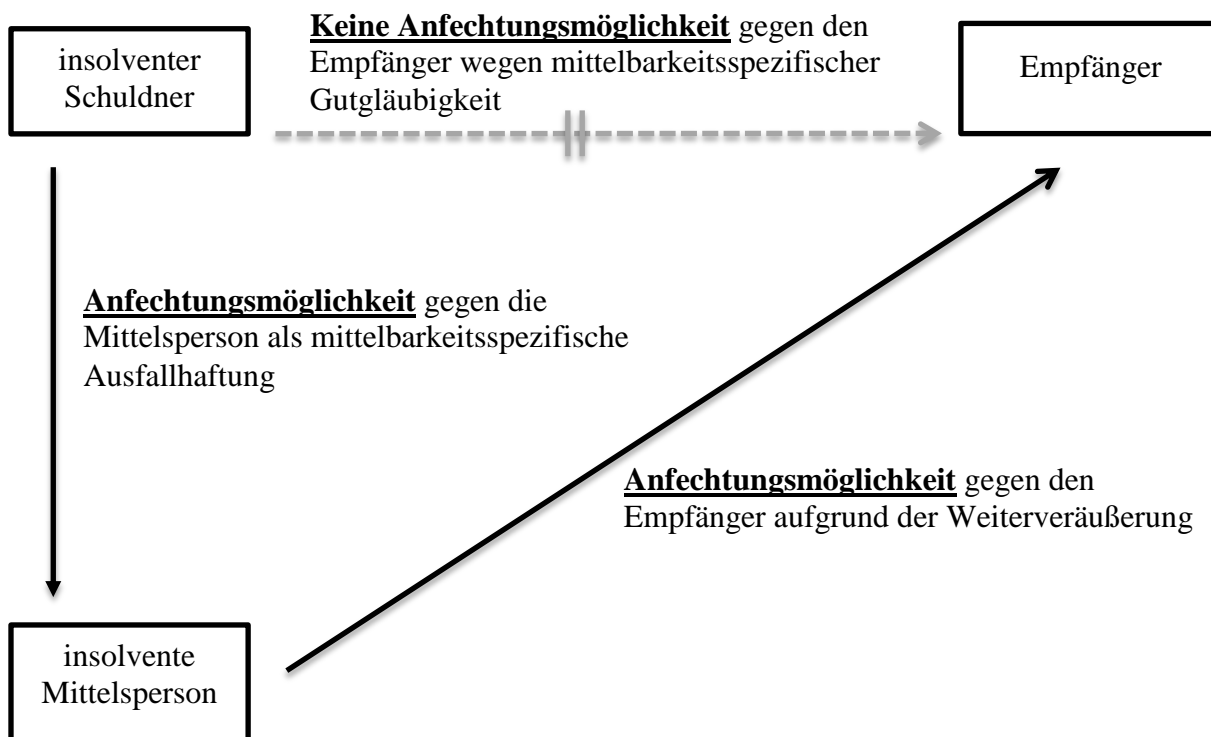 insolventer
Schuldner
Keine Anfechtungsmöglichkeit gegen den
Empfänger wegen mittelbarkeitsspezifischer
Gutgläubigkeit
Empfänger
Anfechtungsmöglichkeit gegen die
Mittelsperson als mittelbarkeitsspezifische
Ausfallhaftung
Anfechtungsmöglichkeit gegen den
Empfänger aufgrund der Weiterveräußerung
insolvente
Mittelsperson